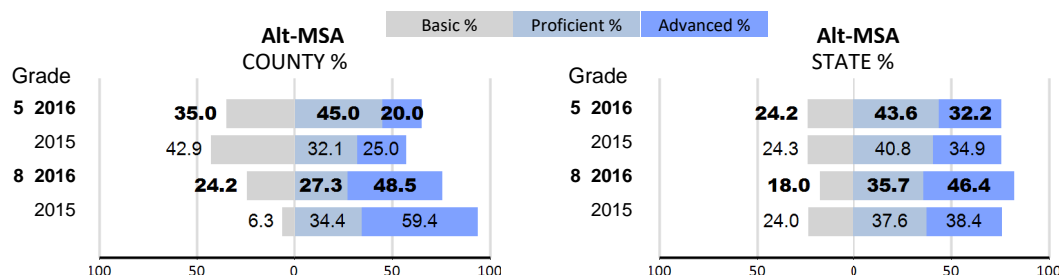 Basic % Proficient % Advanced %
Alt-MSA
COUNTY %
Grade
5 2016 35.0 45.0 20.0
2015 42.9 32.1 25.0
8 2016 24.2 27.3 48.5
2015 6.3 34.4 59.4
100 50 0 50 100
Alt-MSA
STATE %
Grade
5 2016 24.2 43.6 32.2
2015 24.3 40.8 34.9
8 2016 18.0 35.7 46.4
2015 24.0 37.6 38.4
100 50 0 50 100